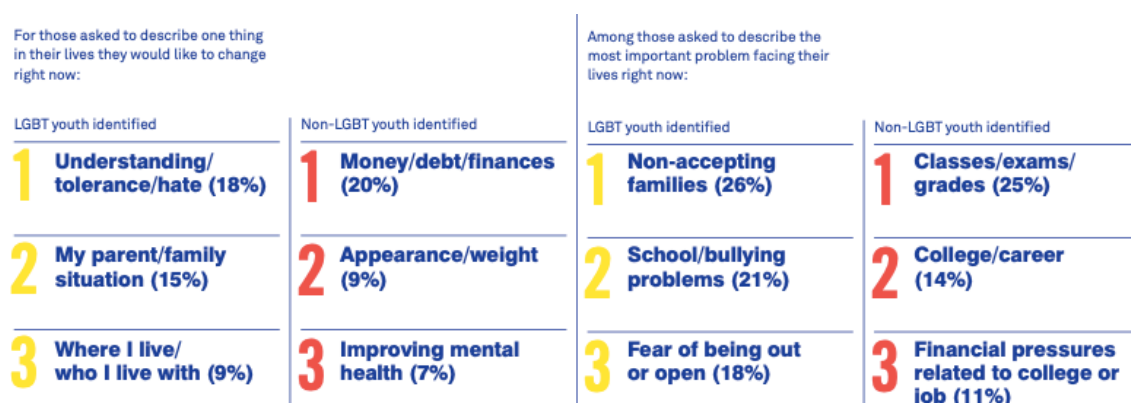 For those asked to describe one thing
in their lives they would like to change
right now:
LGBT youth identified
1 Understanding/
tolerance/hate (18%)
2 My parent/family
situation (15%)
3 Where I live/
who I live with (9%)
Non-LGBT youth identified
1 Money/debt/finances
(20%)
2 Appearance/weight
(9%)
3 Improving mental
health (7%)
Among those asked to describe the
most important problem facing their
lives right now:
LGBT youth identified
1 Non-accepting
families (26%)
2 School/bullying
problems (21%)
3 Fear of being out
or open (18%)
Non-LGBT youth identified
1 Classes/exams/
grades (25%)
2 College/career
(14%)
3 Financial pressures
related to college or
job (11%)